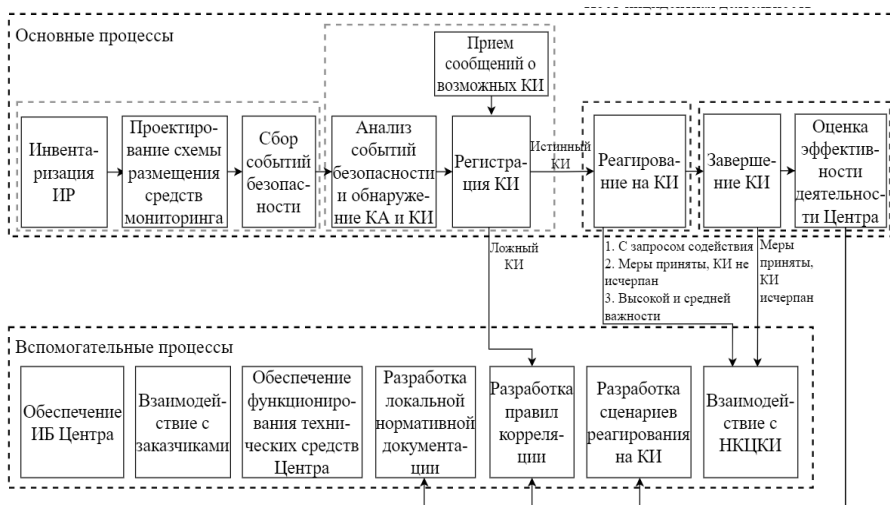 Основные процессы
Прием
сообщений о
возможных КИ
Инвента-
ризация
ИР
Проектиро-
вание схемы
размещения
средств
мониторинга
Сбор
событий
безопас-
ности
Анализ
событий
безопасности
и обнаруже-
ние КА и КИ
Регистра-
ция КИ
Истинный
КИ
Реагирова-
ние на КИ
Заверше-
ние КИ
Оценка
эффектив-
ности
деятельно-
сти Центра
Ложный
КИ
1. С запросом содействия
2. Меры приняты, КИ не
исчерпан
3. Высокой и средней
важности
Меры
приняты,
КИ
исчерпан
Вспомогательные процессы
Обеспечение
ИБ Центра
Взаимодей-
ствие с
заказчиками
Обеспечение
функциониро-
вания техни-
ческих средств
Центра
Разработка
локальной
нормативной
документа-
ции
Разработка
правил
корреля-
ции
Разработка
сценариев
реагирования
на КИ
Взаимодей-
ствие с
НКЦКИ